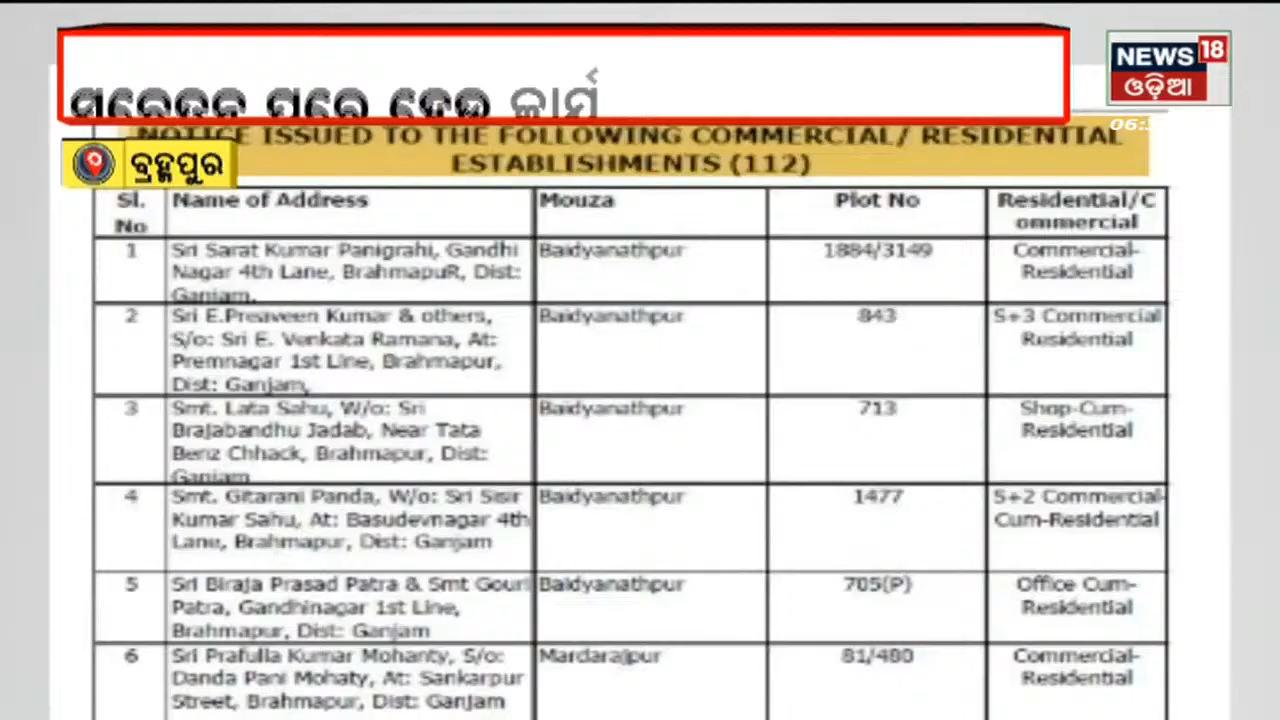 NEWS 18
ଓଡ଼ିଆ
ବ୍ରହ୍ମପୁର
ISSUED TO THE FOLLOWING COMMERCIAL/ RESIDENTIAL
ESTABLISHMENTS (112)
Sl. No Name of Address Mouza Plot No Residential/C ommercial
1 Sri Sarat Kumar Panigrahi, Gandhi Baidyanathpur 1884/3149 Commercial-
Nagar 4th Lane, BrahmapuR, Dist: Residential
Ganjam,
2 Sri E.Preaveen Kumar & others, Baidyanathpur 843 S+3 Commercial
S/o: Sri E. Venkata Ramana, At: Residential
Premnagar 1st Line, Brahmapur,
Dist: Ganjam,
3 Smt. Lata Sahu, W/o: Sri Baidyanathpur 713 Shop-Cum-
Brajabandhu Jadab, Near Tata Residential
Benz Chhack, Brahmapur, Dist:
Ganjam
4 Smt. Gitarani Panda, W/o: Sri Sisir Baidyanathpur 1477 S+2 Commercial-
Kumar Sahu, At: Basudevnagar 4th Cum-Residential
Lane, Brahmapur, Dist: Ganjam
5 Sri Biraja Prasad Patra & Smt Gouri Baidyanathpur 705(P) Office Cum-
Patra, Gandhinagar 1st Line, Residential
Brahmapur, Dist: Ganjam
6 Sri Prafulla Kumar Mohanty, S/o: Mardarajpur 81/480 Commercial-
Danda Pani Mohaty, At: Sankarpur Residential
Street, Brahmapur, Dist: Ganjam